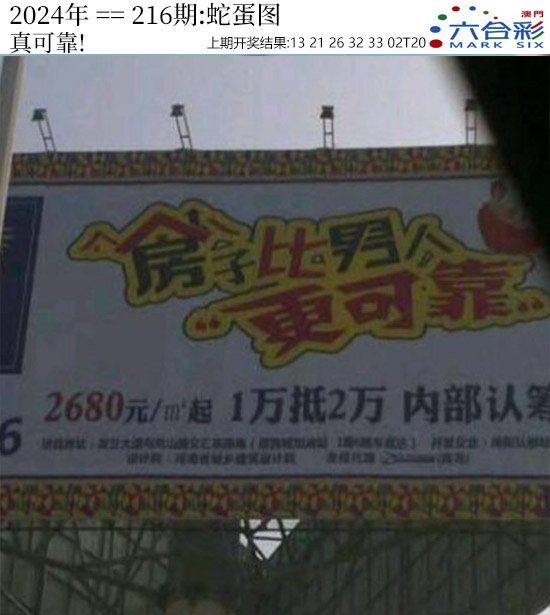 2024年 == 216期:蛇蛋图
真可靠!
上期开奖结果:13 21 26 32 33 02T20
澳門
六合彩
MARK SIX
房子比男人
“更可靠”
6
2680元/㎡起 1万抵2万 内部认筹